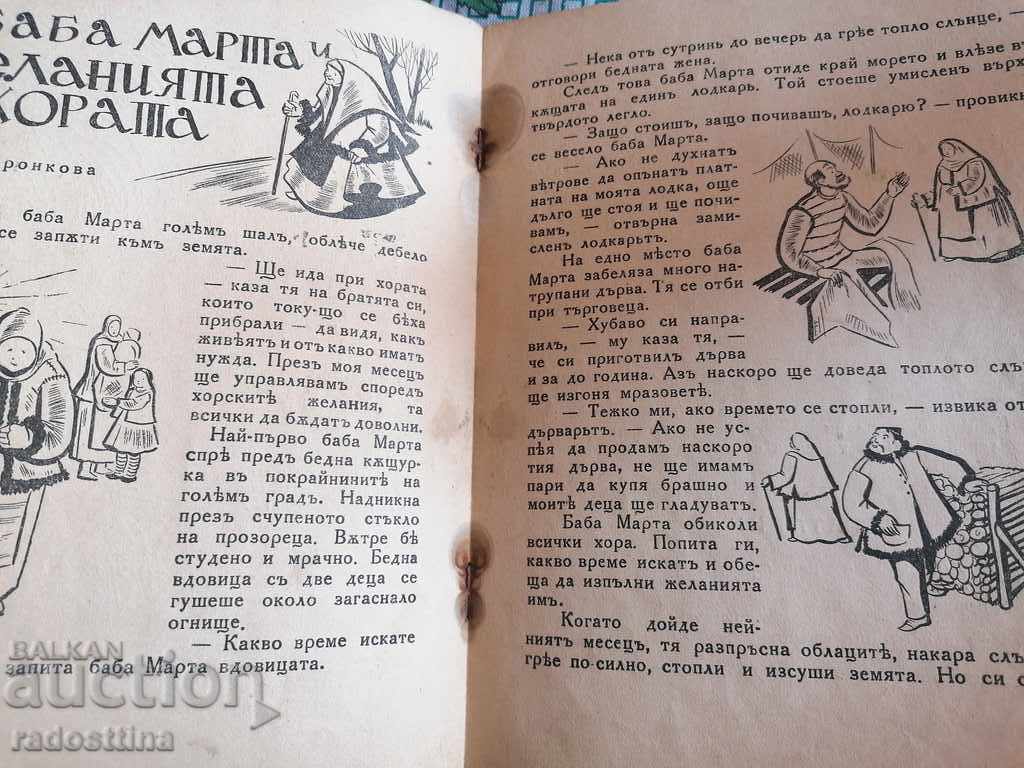 БАБА МАРТА И
ЖЕЛАНИЯТА
ХОРАТА
РОНКОВА
баба Марта голѣмъ шалъ, облѣче дебело
се запѫти къмъ земята.
— Ще ида при хората
— каза тя на братята си,
които току-що се бѣха
прибрали — да видя, какъ
живѣятъ и отъ какво иматъ
нужда. Презъ моя месецъ
ще управлявамъ споредъ
хорскитѣ желания, та
всички да бѫдатъ доволни.
Най-първо баба Марта
спрѣ предъ бедна кѫщур-
ка въ покрайнинитѣ на
голѣмъ градъ. Надникна
презъ счупеното стъкло
на прозореца. Вѫтре бѣ
студено и мрачно. Бедна
вдовица съ две деца се
гушеше около загаснало
огнище.
— Какво време искате
запита баба Марта вдовицата.
— Нека отъ сутринь до вечерь да грѣе топло слънце, —
отговори бедната жена.
Следъ това баба Марта отиде край морето и влѣзе въ
кѫщата на единъ лодкарь. Той стоеше умисленъ върх
твърдото легло.
— Защо стоишъ, защо почивашъ, лодкарю? — провикн
се весело баба Марта.
— Ако не духнатъ
вѣтрове да опънатъ плат-
ната на моята лодка, още
дълго ще стоя и ще почи-
вамъ, — отвърна зами-
сленъ лодкарьтъ.
На едно мѣсто баба
Марта забеляза много на-
трупани дърва. Тя се отби
при търговеца.
— Хубаво си напра-
вилъ, — му каза тя, —
че си приготвилъ дърва
и за до година. Азъ наскоро ще доведа топлото слъ
ще изгоня мразоветѣ.
— Тежко ми, ако времето се стопли, — извика от
дърварьтъ. — Ако не ус-
пѣя да продамъ наскоро
тия дърва, не ще имамъ
пари да купя брашно и
моитѣ деца ще гладуватъ.
Баба Марта обиколи
всички хора. Попита ги,
какво време искатъ и обе-
ща да изпълни желанията
имъ.
Когато дойде ней-
ниятъ месецъ, тя разпръсна облацитѣ, накара слъ
грѣе по-силно, стопли и изсуши земята. Но си с
BALKAN
auction
radosttina